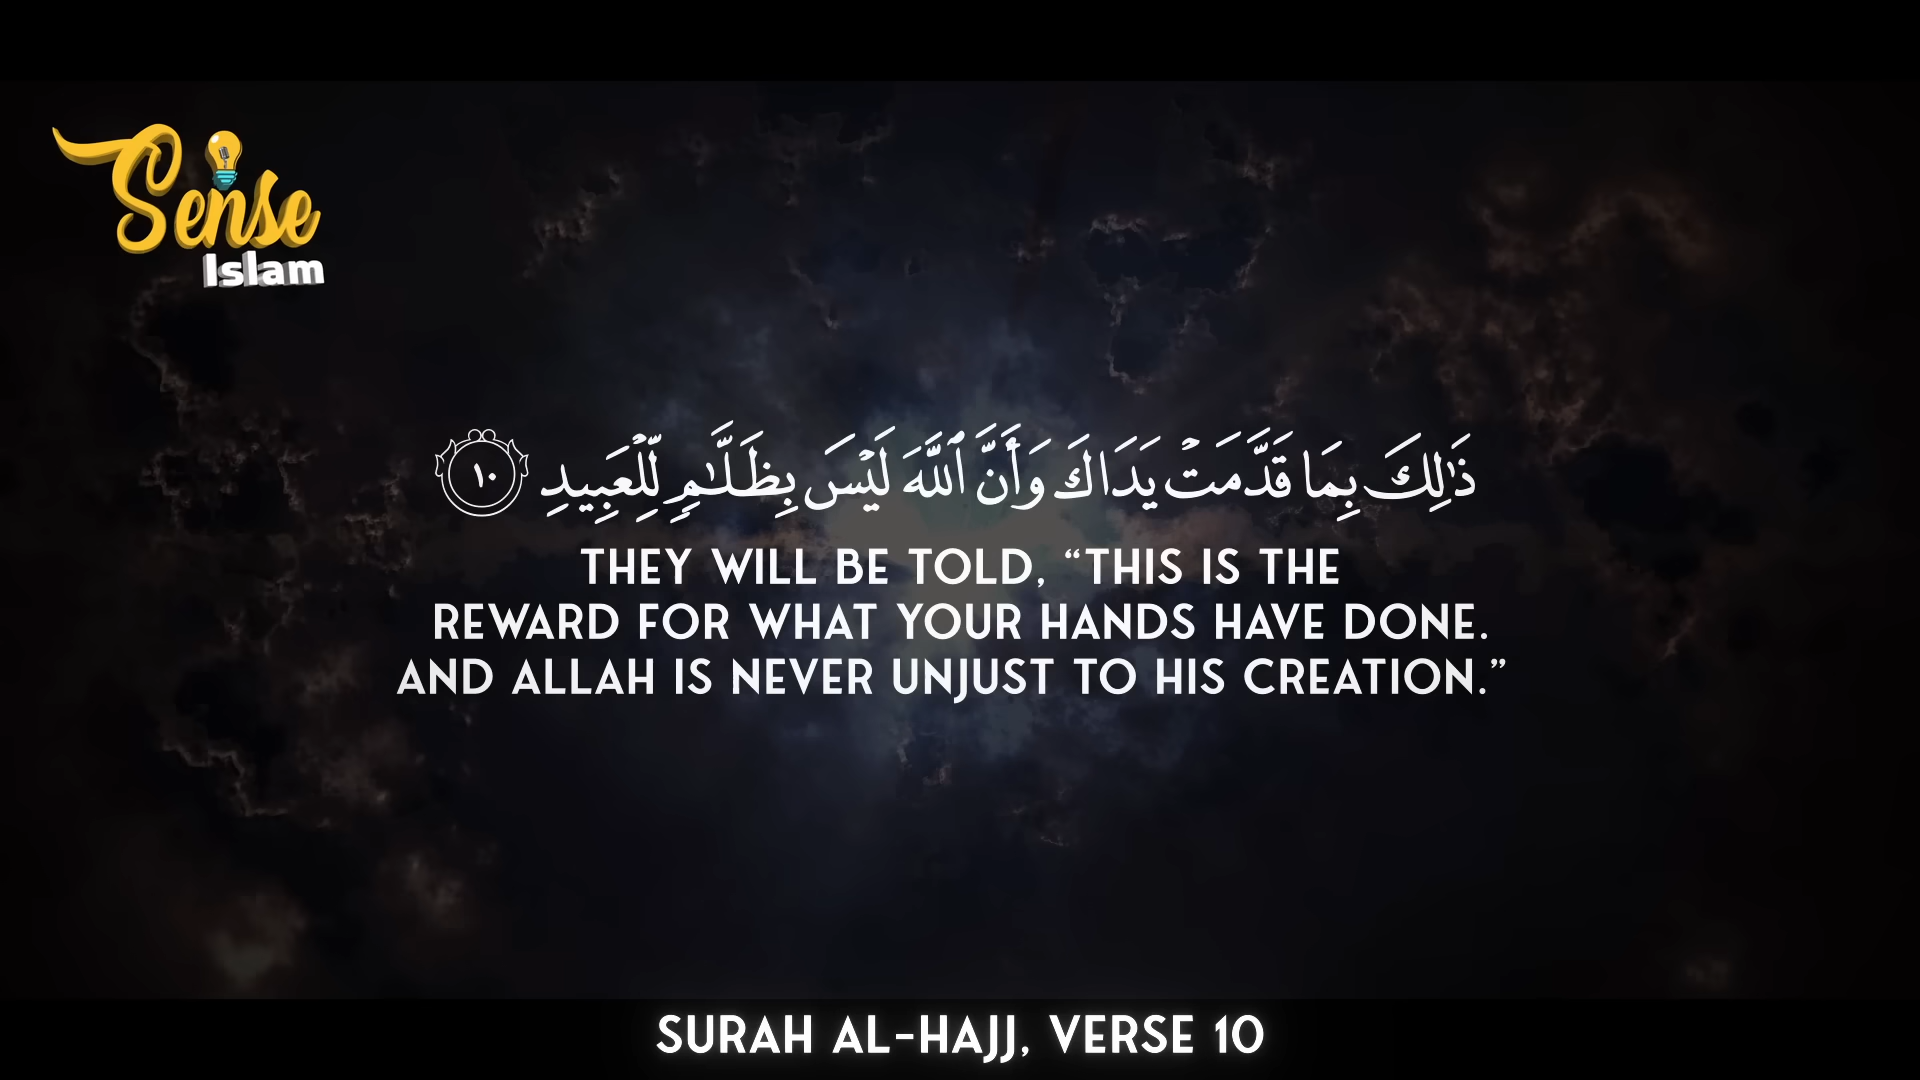 Sense
Islam
ذَٰلِكَ بِمَا قَدَّمَتْ يَدَاكَ وَأَنَّ ٱللَّهَ لَيْسَ بِظَلَّـٰمٍ لِّلْعَبِيدِ ١٠
THEY WILL BE TOLD, “THIS IS THE
REWARD FOR WHAT YOUR HANDS HAVE DONE.
AND ALLAH IS NEVER UNJUST TO HIS CREATION.”
SURAH AL-HAJJ, VERSE 10